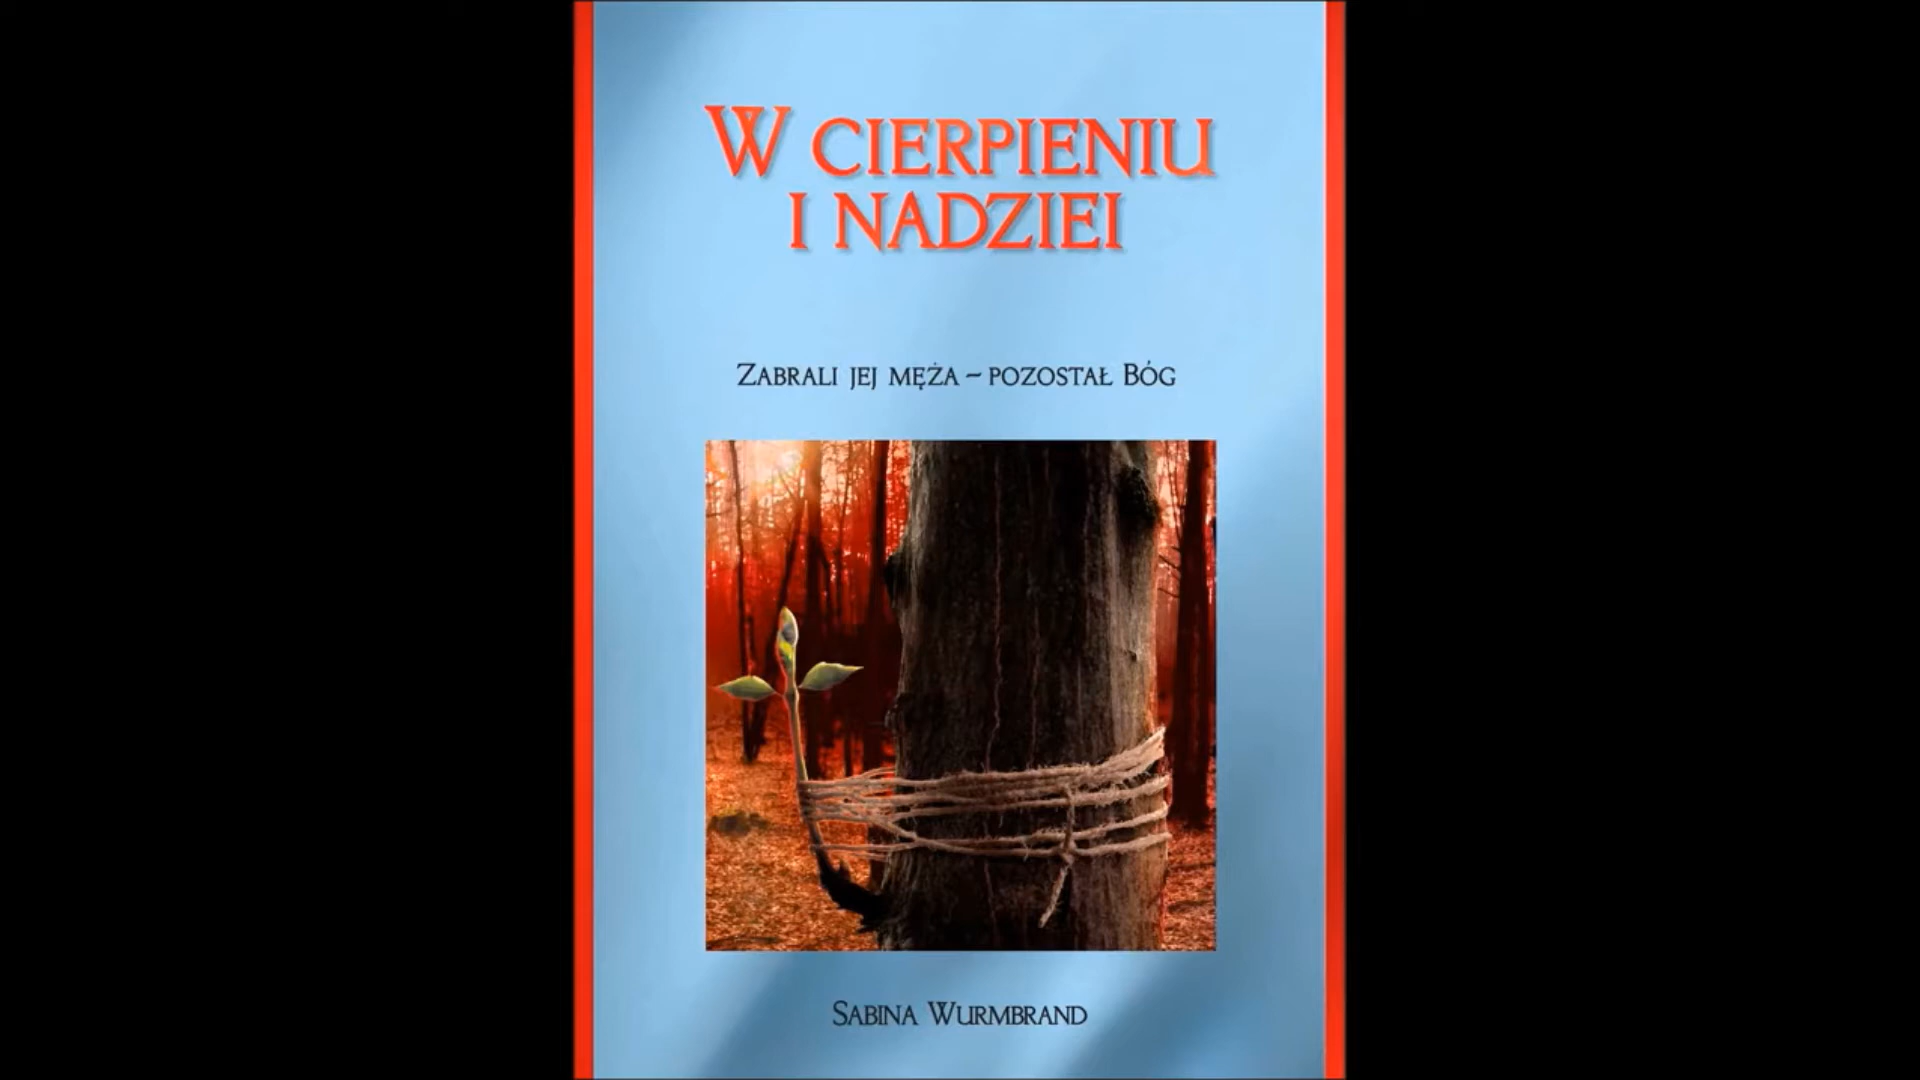 W CIERPIENIU
I NADZIEI
ZABRALI JEJ MĘŻA – POZOSTAŁ BÓG
SABINA WURMBRAND